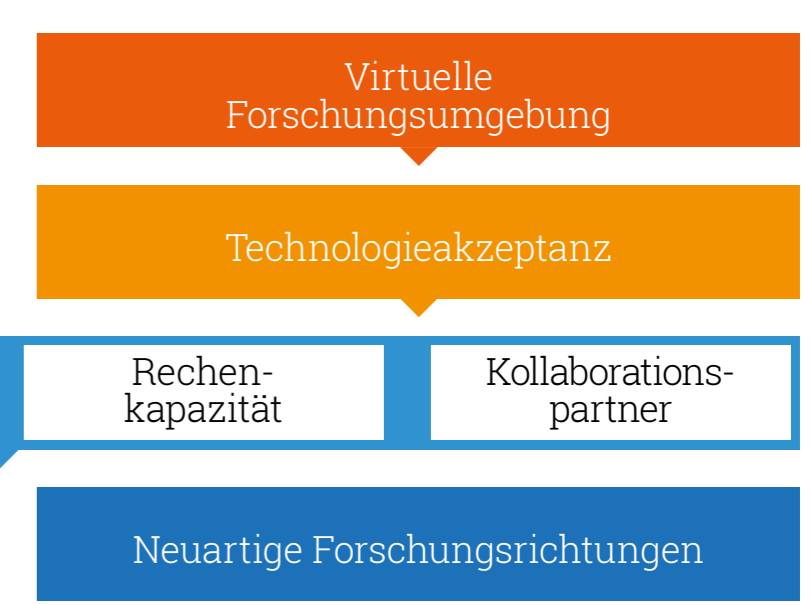 Virtuelle
Forschungsumgebung
Technologieakzeptanz
Rechen-
kapazität
Kollaborations-
partner
Neuartige Forschungsrichtungen